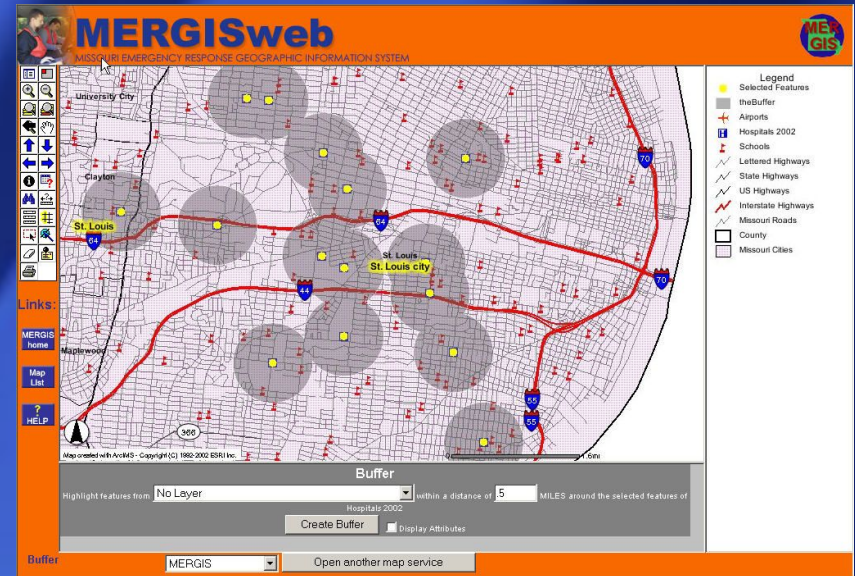 MERGISweb
MISSOURI EMERGENCY RESPONSE GEOGRAPHIC INFORMATION SYSTEM
MER
GIS
University City
Clayton
St. Louis
64
64
70
St. Louis
St. Louis city
44
70
Maplewood
55
55
366
Map created with ArcIMS - Copyright (C) 1992-2002 ESRI Inc.
0
1.6mi
Legend
Selected Features
theBuffer
Airports
H Hospitals 2002
Schools
Lettered Highways
State Highways
US Highways
Interstate Highways
Missouri Roads
County
Missouri Cities
Links:
MERGIS
home
Map
List
?
HELP
Buffer
Highlight features from No Layer within a distance of .5 MILES around the selected features of
Hospitals 2002
Create Buffer Display Attributes
Buffer MERGIS Open another map service